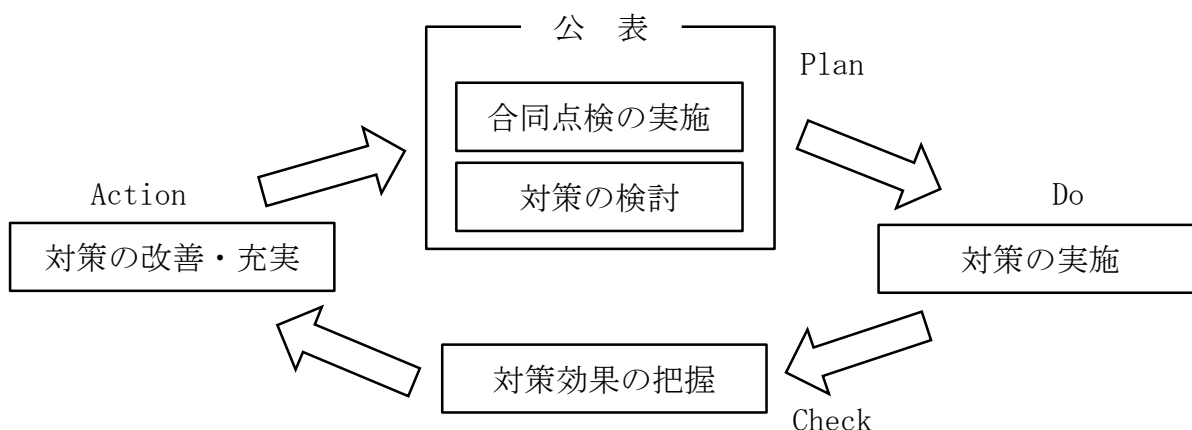 公　表
Plan
合同点検の実施
対策の検討
Action
Do
対策の改善・充実
対策の実施
対策効果の把握
Check